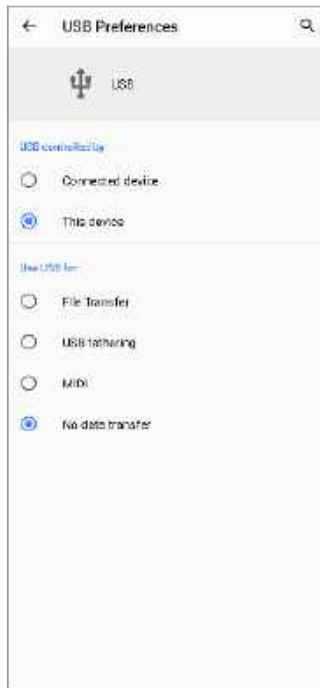 USB Preferences
USB
USB controlled by
Connected device
This device
Use USB for
File Transfer
USB tethering
MIDI
No data transfer